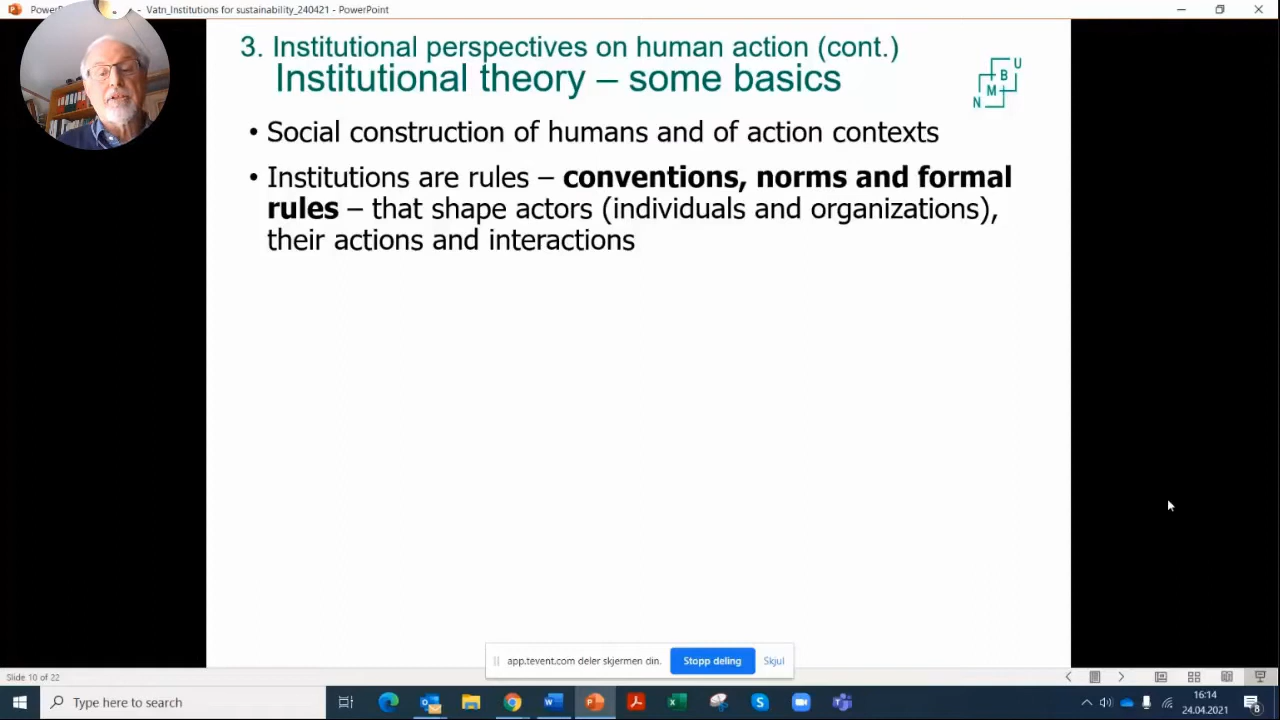 Vatn_Institutions for sustainability_240421 - PowerPoint
3. Institutional perspectives on human action (cont.)
Institutional theory – some basics
N M B U
• Social construction of humans and of action contexts
• Institutions are rules – conventions, norms and formal
rules – that shape actors (individuals and organizations),
their actions and interactions
app.tevent.com deler skjermen din.
Stopp deling
Skjul
Slide 10 of 22
Type here to search
16:14
24.04.2021
8